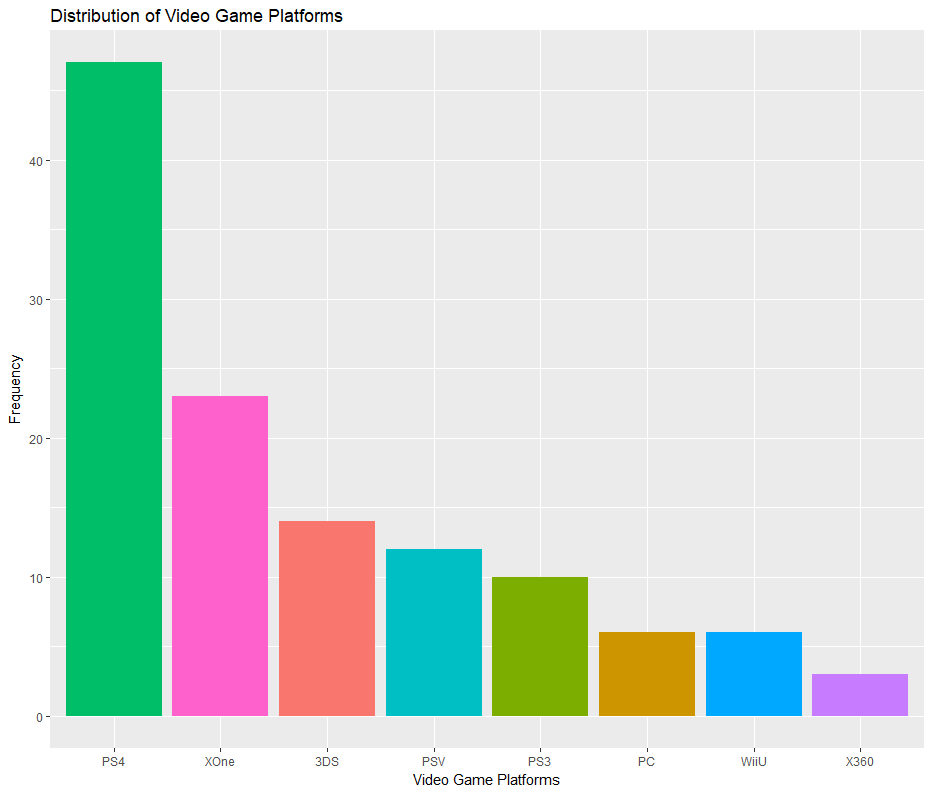 Distribution of Video Game Platforms
Frequency
40
30
20
10
0
PS4 XOne 3DS PSV PS3 PC WiiU X360
Video Game Platforms